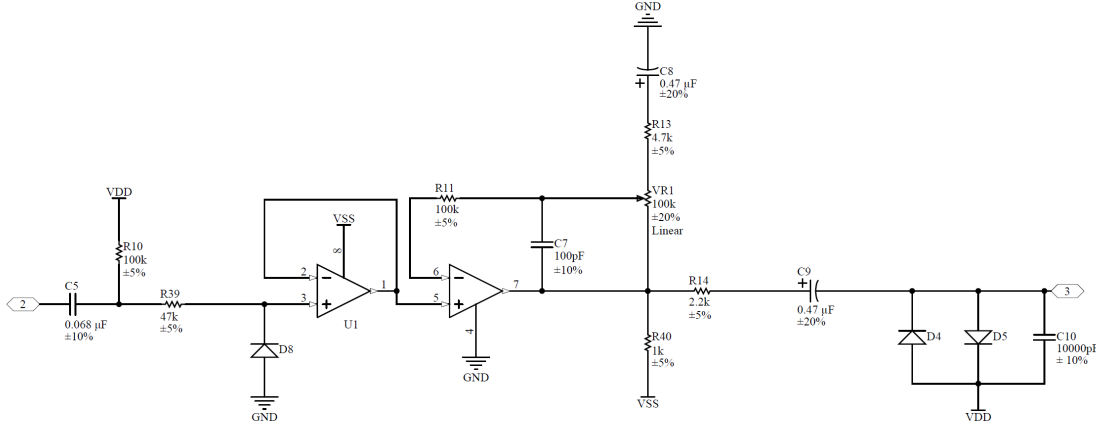 GND
C8
0.47 µF
±20%
+
R13
4.7k
±5%
VDD
R11
100k
±5%
VR1
100k
±20%
Linear
VSS
8
R10
100k
±5%
C7
100pF
±10%
C5
R39
2
6
7
R14
C9
+
1
2
3
5
3
0.068 µF
±10%
47k
±5%
U1
2.2k
±5%
0.47 µF
±20%
4
D8
R40
1k
±5%
D4
D5
C10
10000pF
± 10%
GND
GND
VSS
VDD